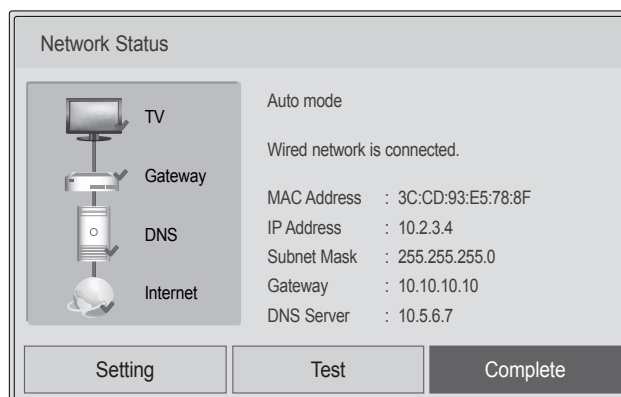 Network Status
TV
Gateway
DNS
Internet
Auto mode
Wired network is connected.
MAC Address : 3C:CD:93:E5:78:8F
IP Address : 10.2.3.4
Subnet Mask : 255.255.255.0
Gateway : 10.10.10.10
DNS Server : 10.5.6.7
Setting
Test
Complete